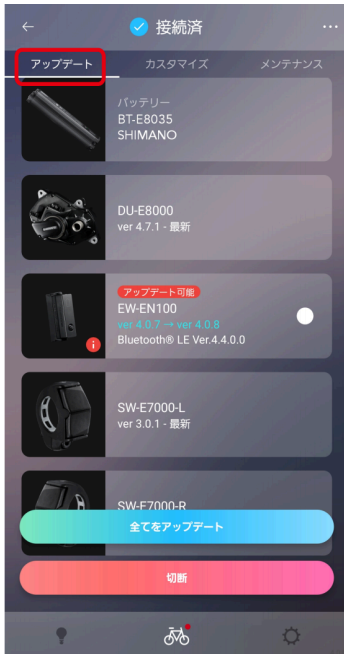 接続済
アップデート
カスタマイズ
メンテナンス
バッテリー
BT-E8035
SHIMANO
DU-E8000
ver 4.7.1 - 最新
アップデート可能
EW-EN100
ver 4.0.7 → ver 4.0.8
Bluetooth® LE Ver.4.4.0.0
SW-E7000-L
ver 3.0.1 - 最新
SW-E7000-R
全てをアップデート
切断